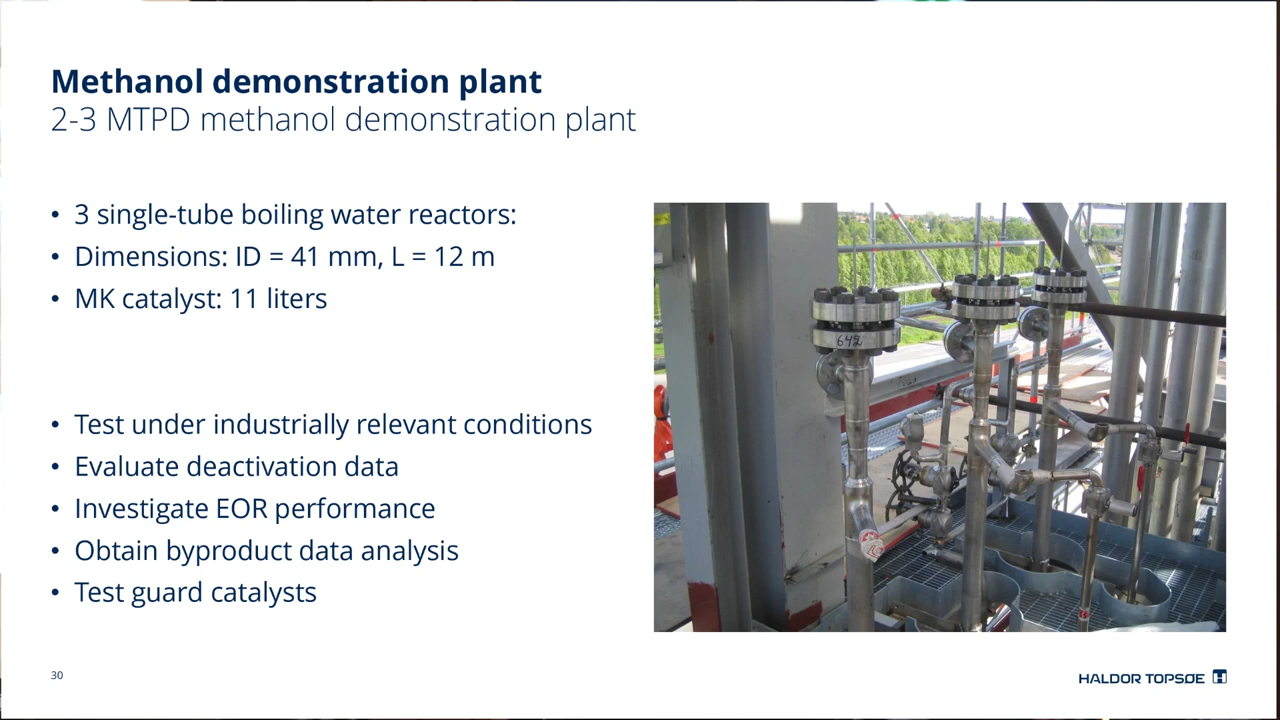 Methanol demonstration plant
2-3 MTPD methanol demonstration plant
• 3 single-tube boiling water reactors:
• Dimensions: ID = 41 mm, L = 12 m
• MK catalyst: 11 liters
• Test under industrially relevant conditions
• Evaluate deactivation data
• Investigate EOR performance
• Obtain byproduct data analysis
• Test guard catalysts
642
30
HALDOR TOPSØE